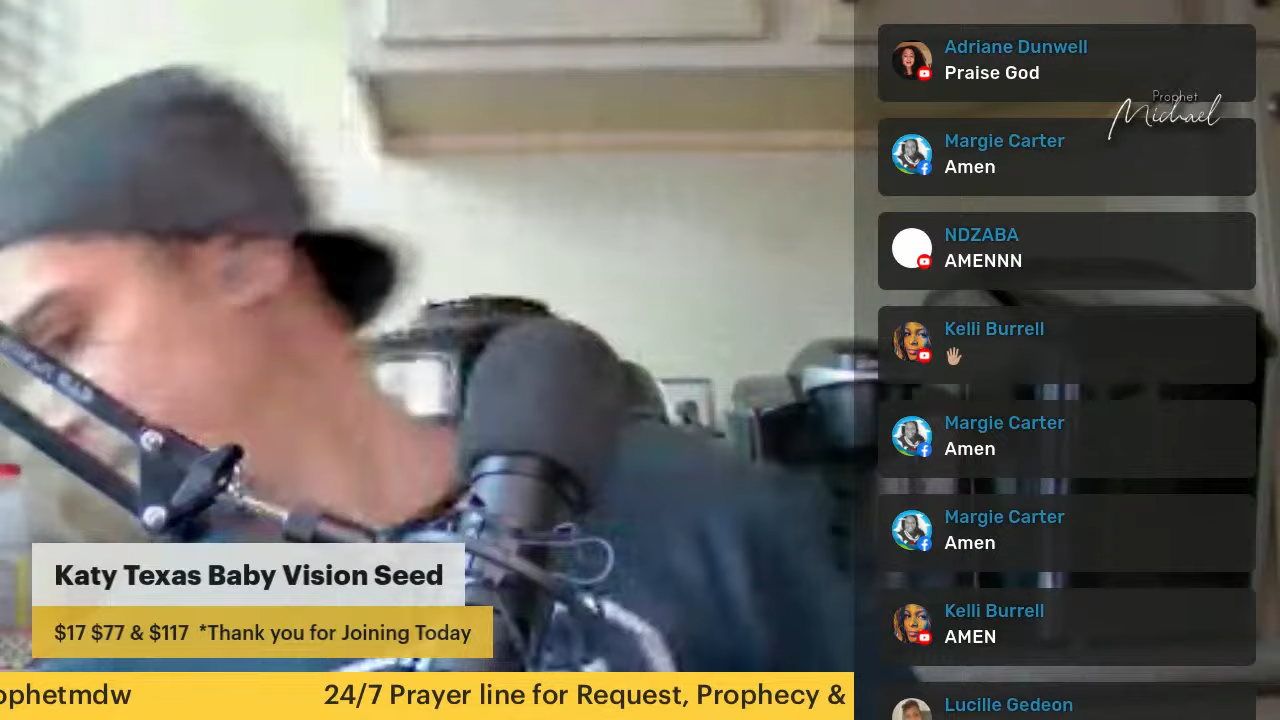 Adriane Dunwell
Praise God
Prophet
Michael
Margie Carter
Amen
NDZABA
AMENNN
Kelli Burrell
🖐🏽
Margie Carter
Amen
Margie Carter
Amen
Kelli Burrell
AMEN
Lucille Gedeon
Katy Texas Baby Vision Seed
$17 $77 & $117 *Thank you for Joining Today
ophetmdw 24/7 Prayer line for Request, Prophecy &